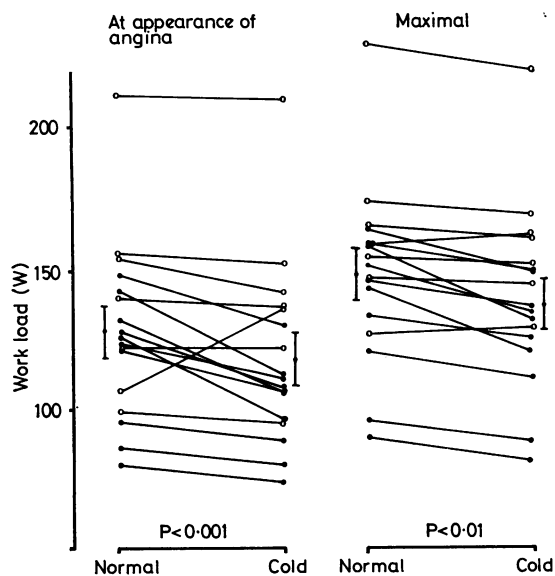 At appearance of
angina
Maximal
Work load (W)
200
150
100
P<0·001
P<0·01
Normal
Cold
Normal
Cold